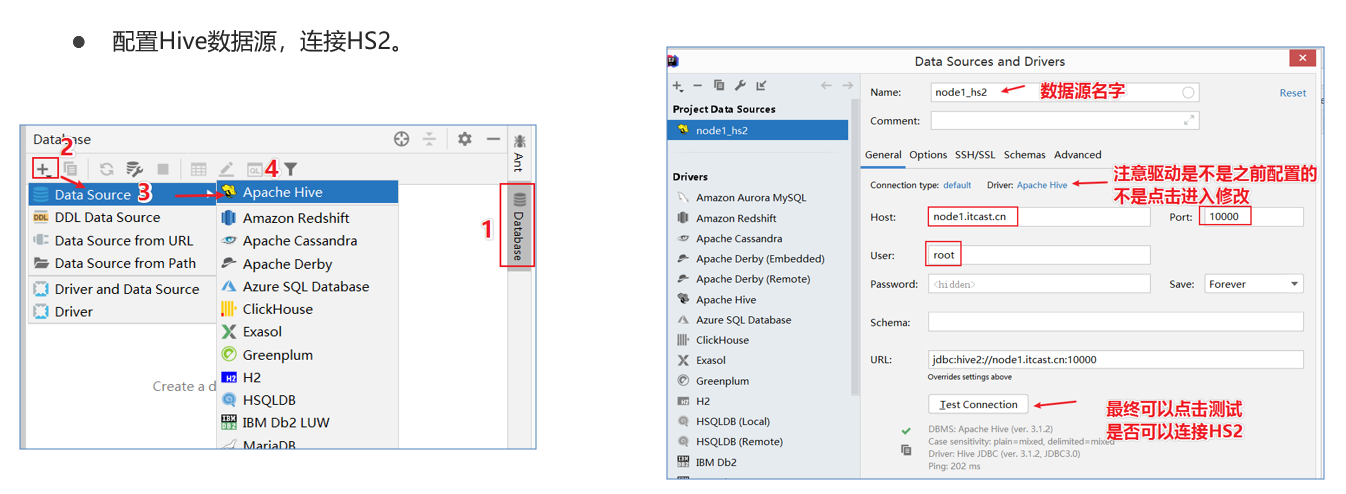 ● 配置Hive数据源，连接HS2。
Database
2
4
Ant
Data Source
3
Apache Hive
DDL Data Source
Amazon Redshift
Data Source from URL
Apache Cassandra
1
Database
Data Source from Path
Apache Derby
Driver and Data Source
Azure SQL Database
Driver
ClickHouse
Exasol
Greenplum
Create a d
H2
HSQLDB
IBM Db2 LUW
MariaDB
Data Sources and Drivers
Project Data Sources
node1_hs2
Drivers
Amazon Aurora MySQL
Amazon Redshift
Apache Cassandra
Apache Derby (Embedded)
Apache Derby (Remote)
Apache Hive
Azure SQL Database
ClickHouse
Exasol
Greenplum
H2
HSQLDB (Local)
HSQLDB (Remote)
IBM Db2
Name: node1_hs2
数据源名字
Reset
Comment:
General Options SSH/SSL Schemas Advanced
Connection type: default Driver: Apache Hive
注意驱动是不是之前配置的
不是点击进入修改
Host: node1.itcast.cn Port: 10000
User: root
Password: <hidden> Save: Forever
Schema:
URL: jdbc:hive2://node1.itcast.cn:10000
Overrides settings above
Test Connection
最终可以点击测试
是否可以连接HS2
DBMS: Apache Hive (ver. 3.1.2)
Case sensitivity: plain=mixed, delimited=mixed
Driver: Hive JDBC (ver. 3.1.2, JDBC3.0)
Ping: 202 ms